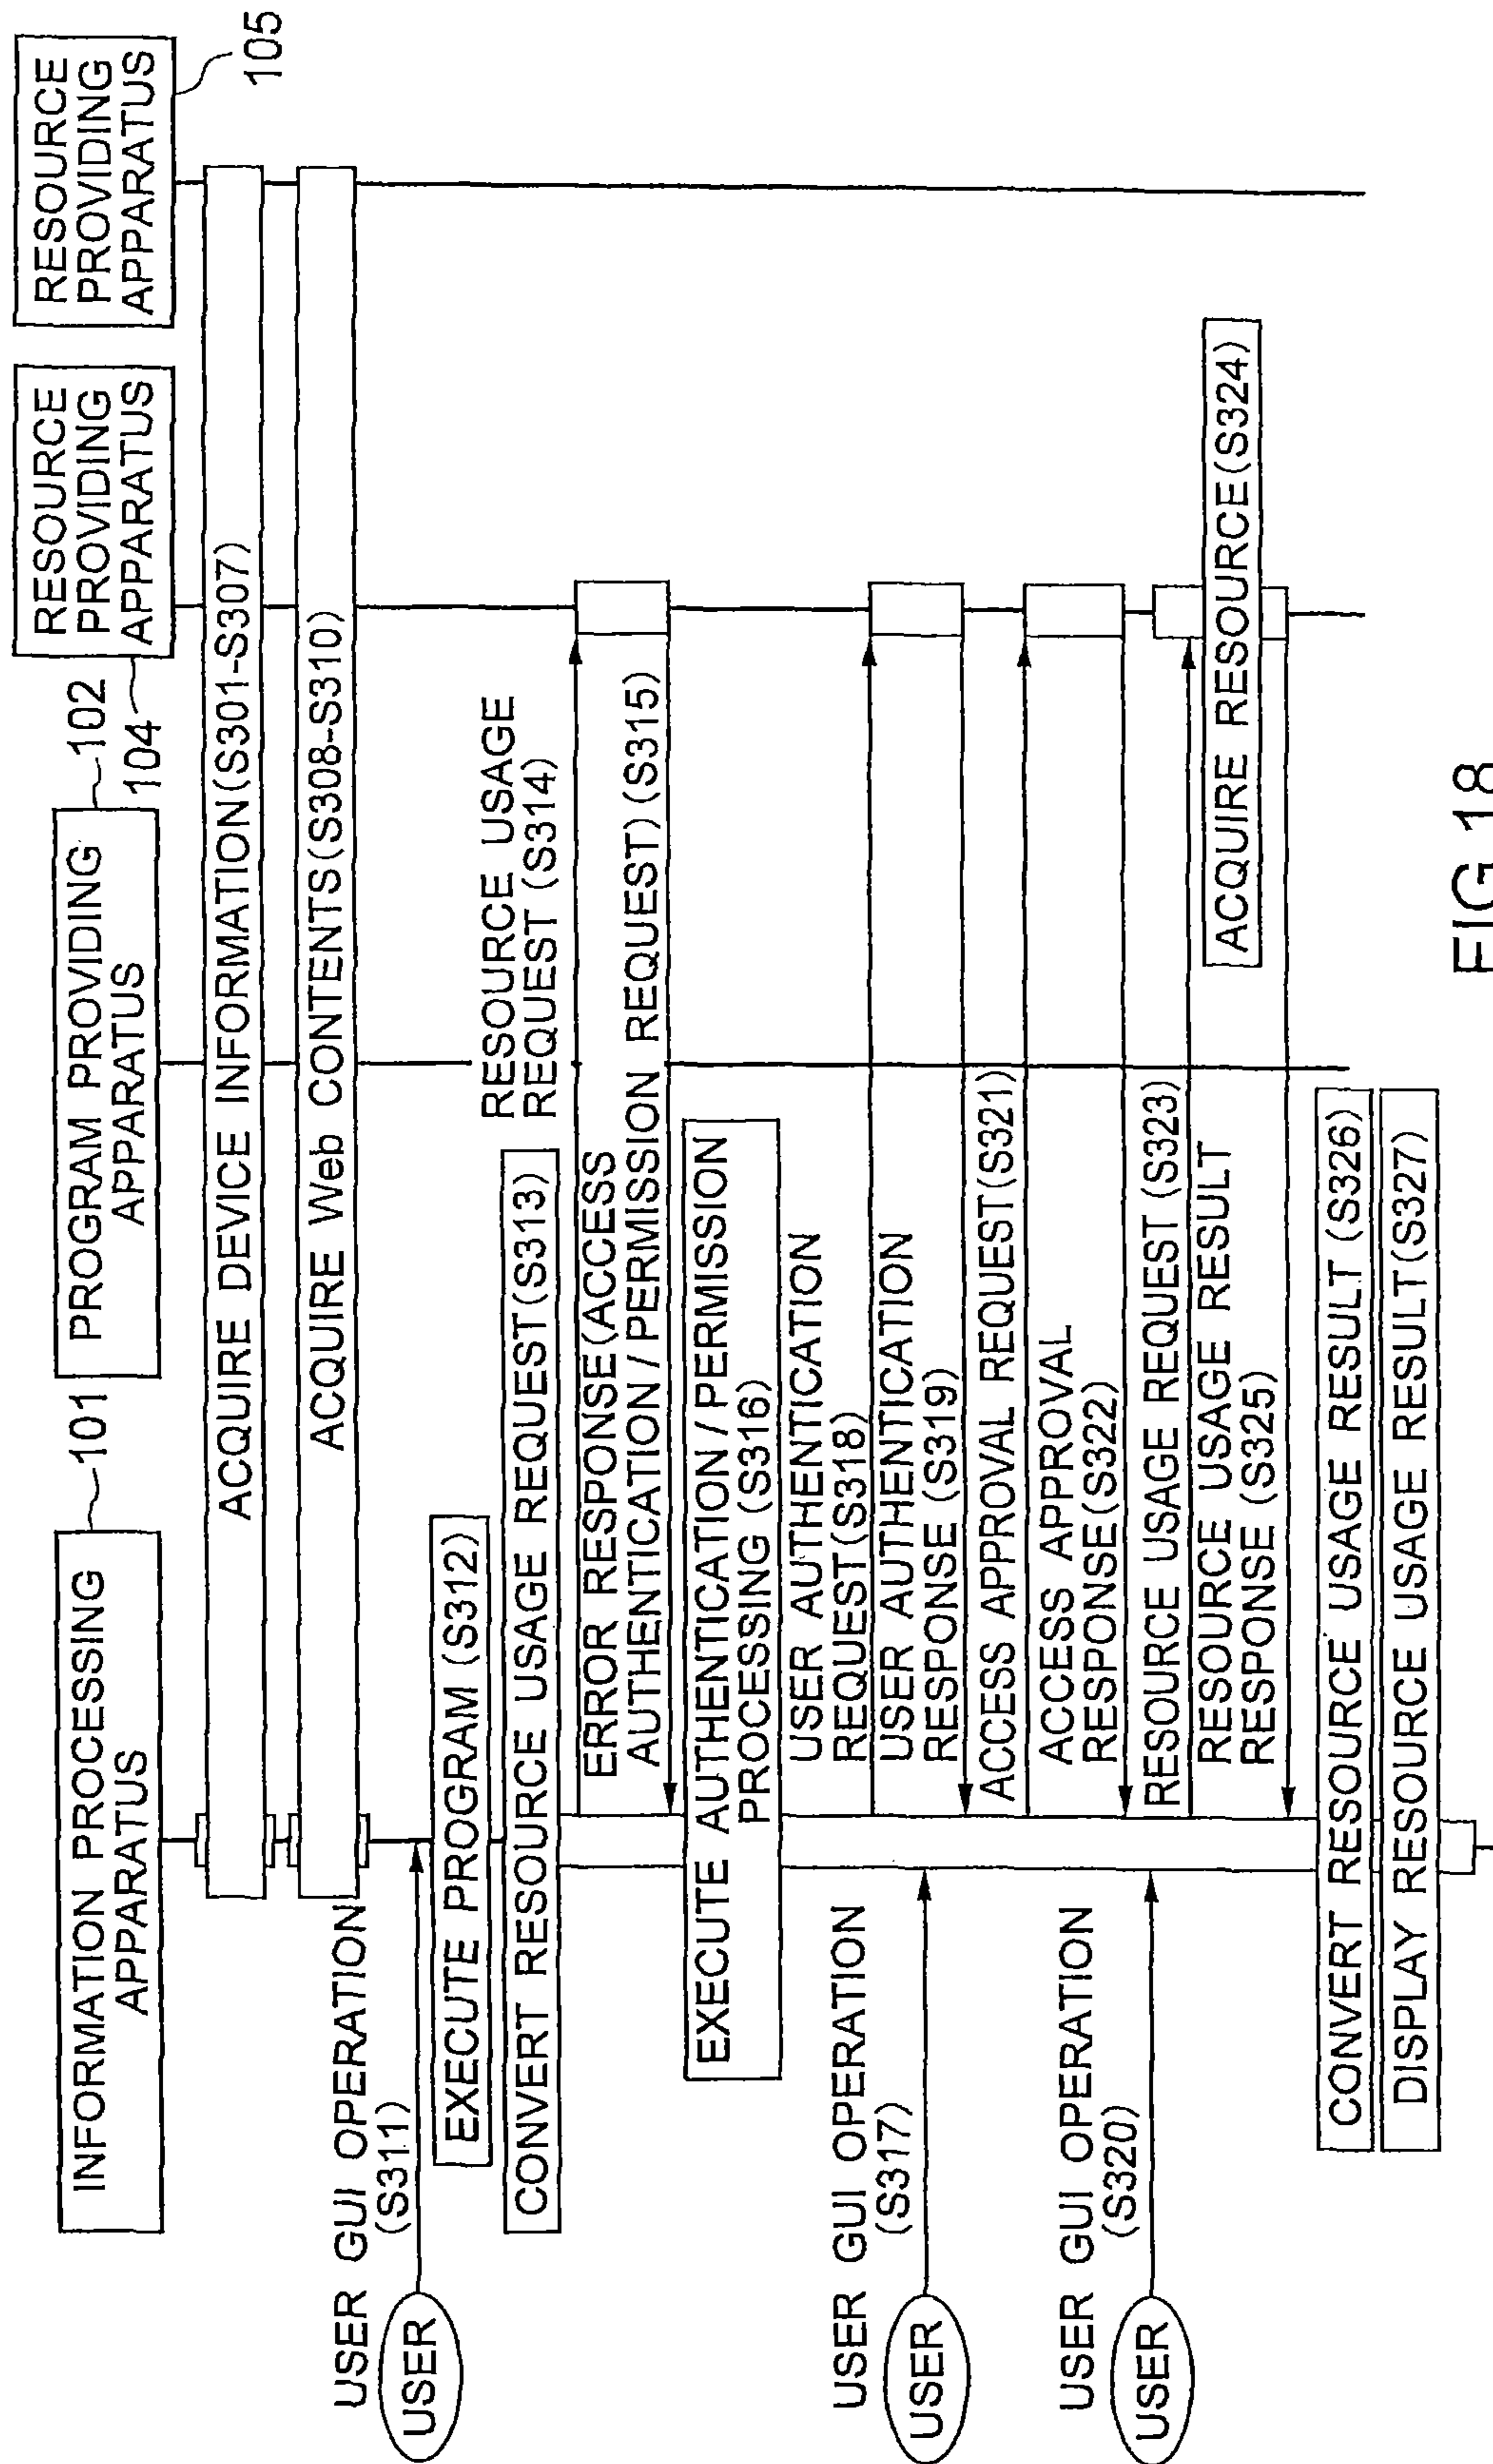 INFORMATION PROCESSING
APPARATUS
101
PROGRAM PROVIDING
APPARATUS
102
RESOURCE
PROVIDING
APPARATUS
104
RESOURCE
PROVIDING
APPARATUS
105
ACQUIRE DEVICE INFORMATION(S301-S307)
ACQUIRE Web CONTENTS(S308-S310)
USER GUI OPERATION
(S311)
USER
EXECUTE PROGRAM (S312)
CONVERT RESOURCE USAGE REQUEST(S313)
RESOURCE USAGE
REQUEST (S314)
ERROR RESPONSE(ACCESS
AUTHENTICATION/PERMISSION REQUEST) (S315)
EXECUTE AUTHENTICATION/PERMISSION
PROCESSING (S316)
USER GUI OPERATION
(S317)
USER
USER AUTHENTICATION
REQUEST(S318)
USER AUTHENTICATION
RESPONSE (S319)
USER GUI OPERATION
(S320)
USER
ACCESS APPROVAL REQUEST(S321)
ACCESS APPROVAL
RESPONSE(S322)
RESOURCE USAGE REQUEST (S323)
ACQUIRE RESOURCE(S324)
RESOURCE USAGE RESULT
RESPONSE (S325)
CONVERT RESOURCE USAGE RESULT (S326)
DISPLAY RESOURCE USAGE RESULT(S327)
FIG.18